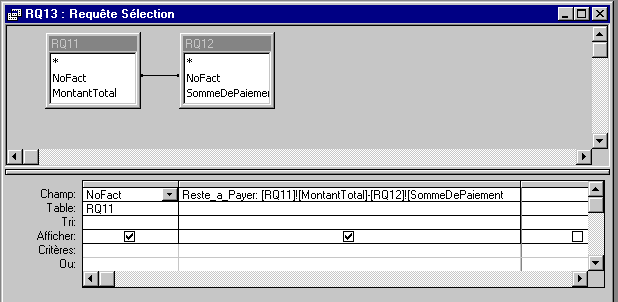 RQ13 : Requête Sélection
RQ11
*
NoFact
MontantTotal
RQ12
*
NoFact
SommeDePaiemer
Champ: NoFact Reste_a_Payer: [RQ11]![MontantTotal]-[RQ12]![SommeDePaiement
Table: RQ11
Tri:
Afficher:
Critères:
Ou: